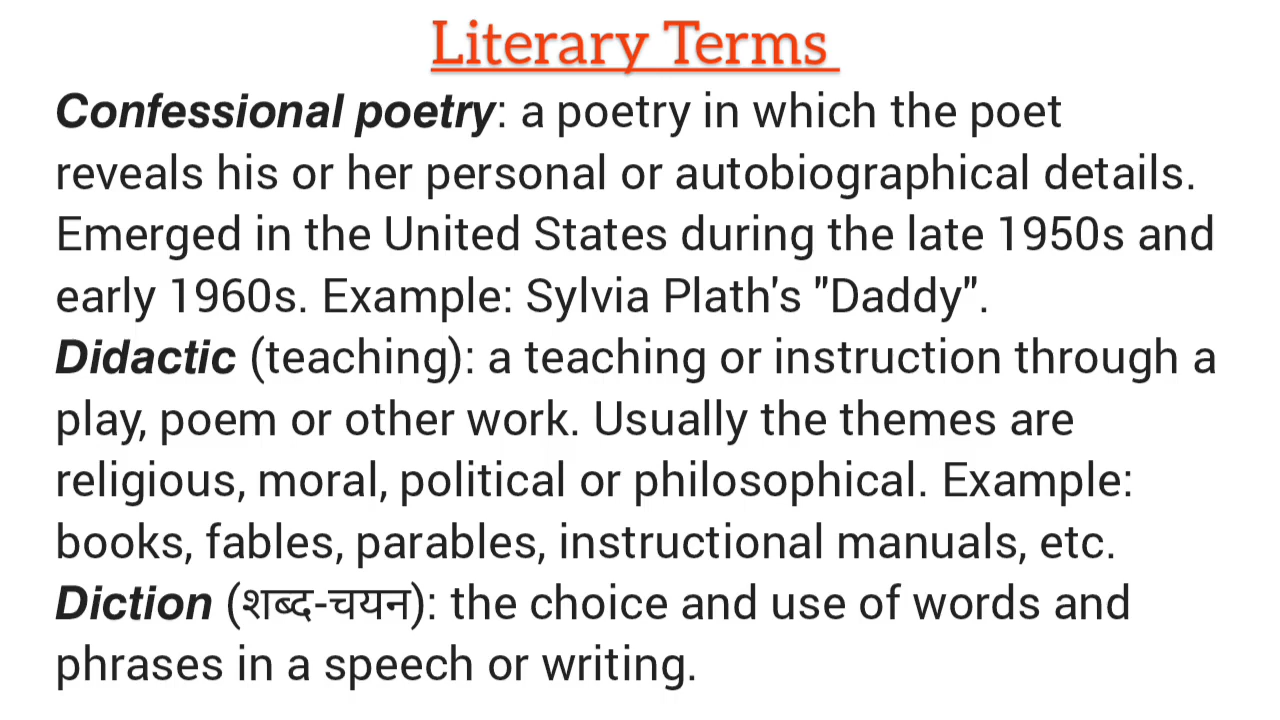 Literary Terms
Confessional poetry: a poetry in which the poet
reveals his or her personal or autobiographical details.
Emerged in the United States during the late 1950s and
early 1960s. Example: Sylvia Plath's "Daddy".
Didactic (teaching): a teaching or instruction through a
play, poem or other work. Usually the themes are
religious, moral, political or philosophical. Example:
books, fables, parables, instructional manuals, etc.
Diction (शब्द-चयन): the choice and use of words and
phrases in a speech or writing.